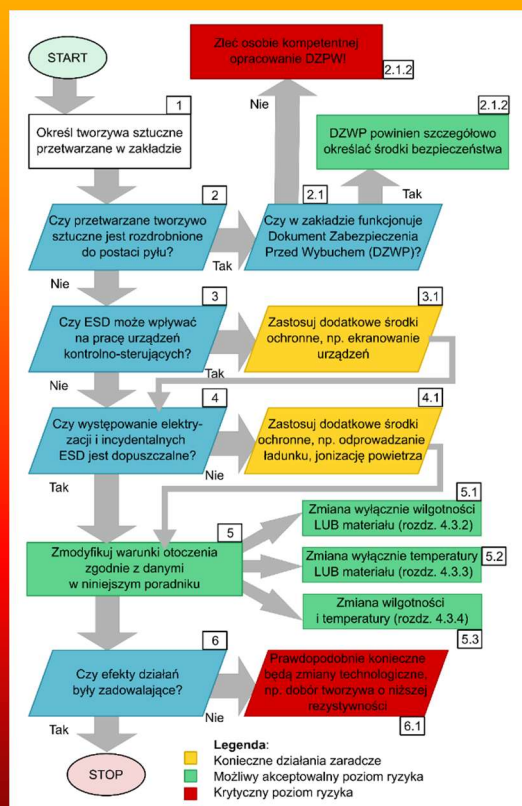 START
Zleć osobie kompetentnej
opracowanie DZPW!
2.1.2
1
Określ tworzywa sztuczne
przetwarzane w zakładzie
Nie
2.1.2
DZWP powinien szczegółowo
określać środki bezpieczeństwa
Tak
2
Czy przetwarzane tworzywo
sztuczne jest rozdrobnione
do postaci pyłu?
Tak
2.1
Czy w zakładzie funkcjonuje
Dokument Zabezpieczenia
Przed Wybuchem (DZWP)?
Nie
3
Czy ESD może wpływać
na pracę urządzeń
kontrolno-sterujących?
Tak
3.1
Zastosuj dodatkowe środki
ochronne, np. ekranowanie
urządzeń
Nie
4
Czy występowanie elektry-
zacji i incydentalnych
ESD jest dopuszczalne?
Nie
4.1
Zastosuj dodatkowe środki
ochronne, np. odprowadzanie
ładunku, jonizację powietrza
Tak
5
Zmodyfikuj warunki otoczenia
zgodnie z danymi
w niniejszym poradniku
5.1
Zmiana wyłącznie wilgotności
LUB materiału (rozdz. 4.3.2)
Zmiana wyłącznie temperatury
LUB materiału (rozdz. 4.3.3)
5.2
Zmiana wilgotności
i temperatury (rozdz. 4.3.4)
5.3
6
Czy efekty działań
były zadowalające?
Nie
Prawdopodobnie konieczne
będą zmiany technologiczne,
np. dobór tworzywa o niższej
rezystywności
6.1
Tak
STOP
Legenda:
Konieczne działania zaradcze
Możliwy akceptowalny poziom ryzyka
Krytyczny poziom ryzyka